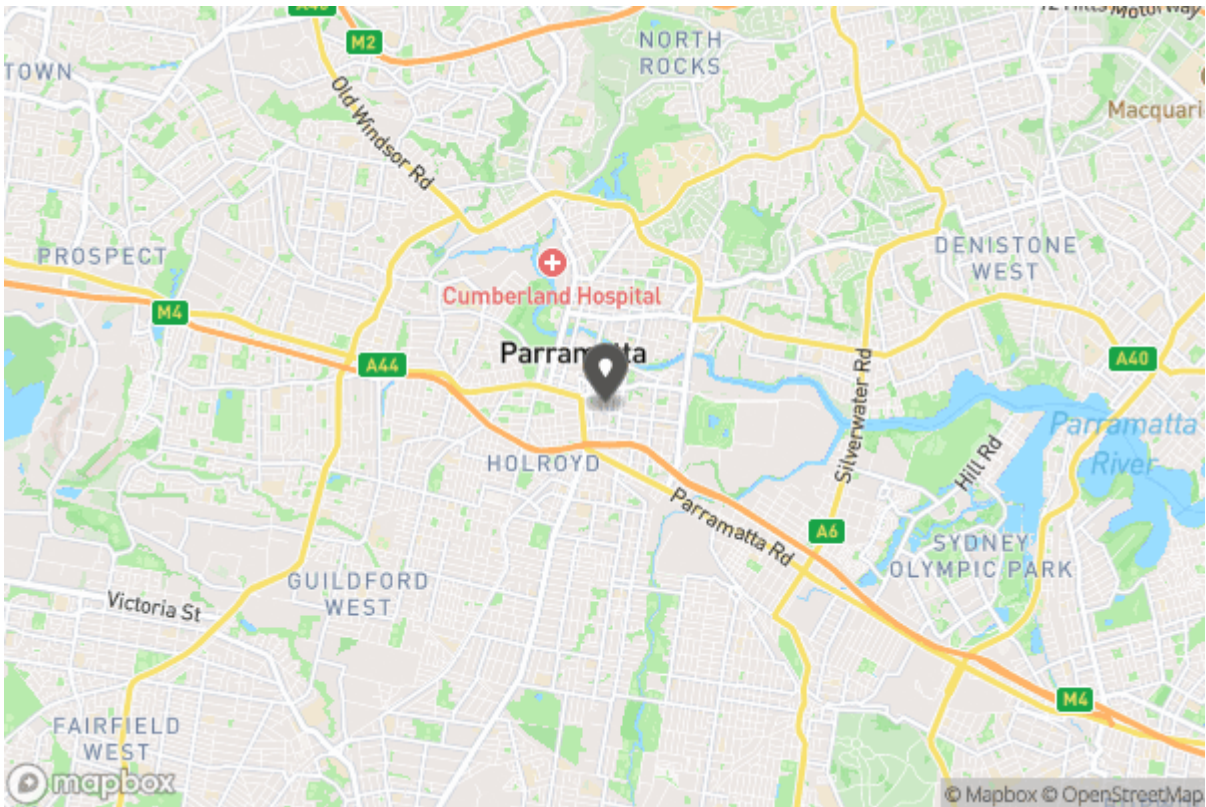 M2
NORTH
ROCKS
Motorway
TOWN
Old Windsor Rd
Macquari
PROSPECT
DENISTONE
WEST
Cumberland Hospital
M4
Parramatta
A44
A40
Silverwater Rd
Parramatta
River
Hill Rd
HOLROYD
Parramatta Rd
A6
SYDNEY
OLYMPIC PARK
GUILDFORD
WEST
Victoria St
M4
FAIRFIELD
WEST
mapbox
© Mapbox © OpenStreetMap